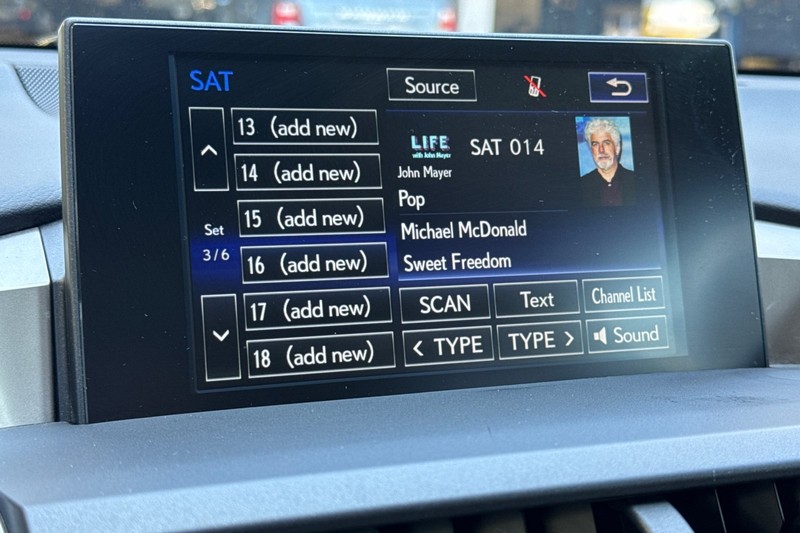 SAT
Source
13 (add new)
14 (add new)
15 (add new)
16 (add new)
17 (add new)
18 (add new)
Set
3/6
LIFE
with John Mayer
SAT 014
John Mayer
Pop
Michael McDonald
Sweet Freedom
SCAN
Text
Channel List
< TYPE
TYPE >
Sound